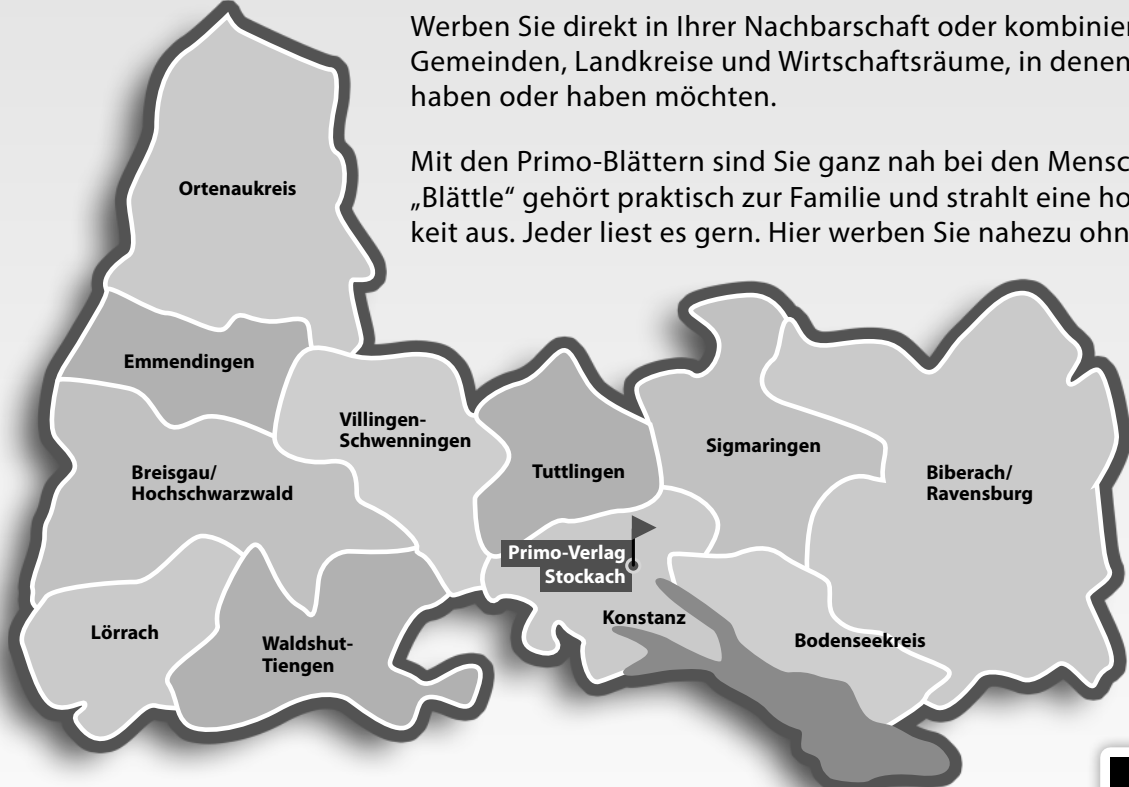 Werben Sie direkt in Ihrer Nachbarschaft oder kombinier
Gemeinden, Landkreise und Wirtschaftsräume, in denen
haben oder haben möchten.
Mit den Primo-Blättern sind Sie ganz nah bei den Mensc
„Blättle“ gehört praktisch zur Familie und strahlt eine ho
keit aus. Jeder liest es gern. Hier werben Sie nahezu ohn
Ortenaukreis
Emmendingen
Villingen-
Schwenningen
Breisgau/
Hochschwarzwald
Tuttlingen
Sigmaringen
Biberach/
Ravensburg
Primo-Verlag
Stockach
Konstanz
Bodenseekreis
Lörrach
Waldshut-
Tiengen